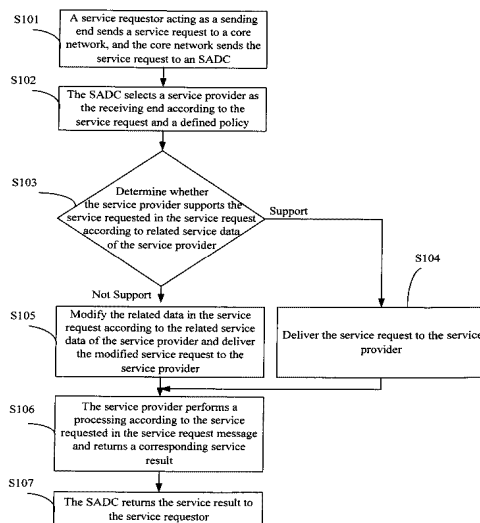 S101
A service requestor acting as a sending
end sends a service request to a core
network, and the core network sends the
service request to an SADC
S102
The SADC selects a service provider as
the receiving end according to the
service request and a defined policy
S103
Determine whether
the service provider supports the
service requested in the service request
according to related service data
of the service provider
Support
S104
Not Support
S105
Modify the related data in the service
request according to the related service
data of the service provider and deliver
the modified service request to the
service provider
Deliver the service request to the service
provider
S106
The service provider performs a
processing according to the service
requested in the service request message
and returns a corresponding service
result
S107
The SADC returns the service result to
the service requestor